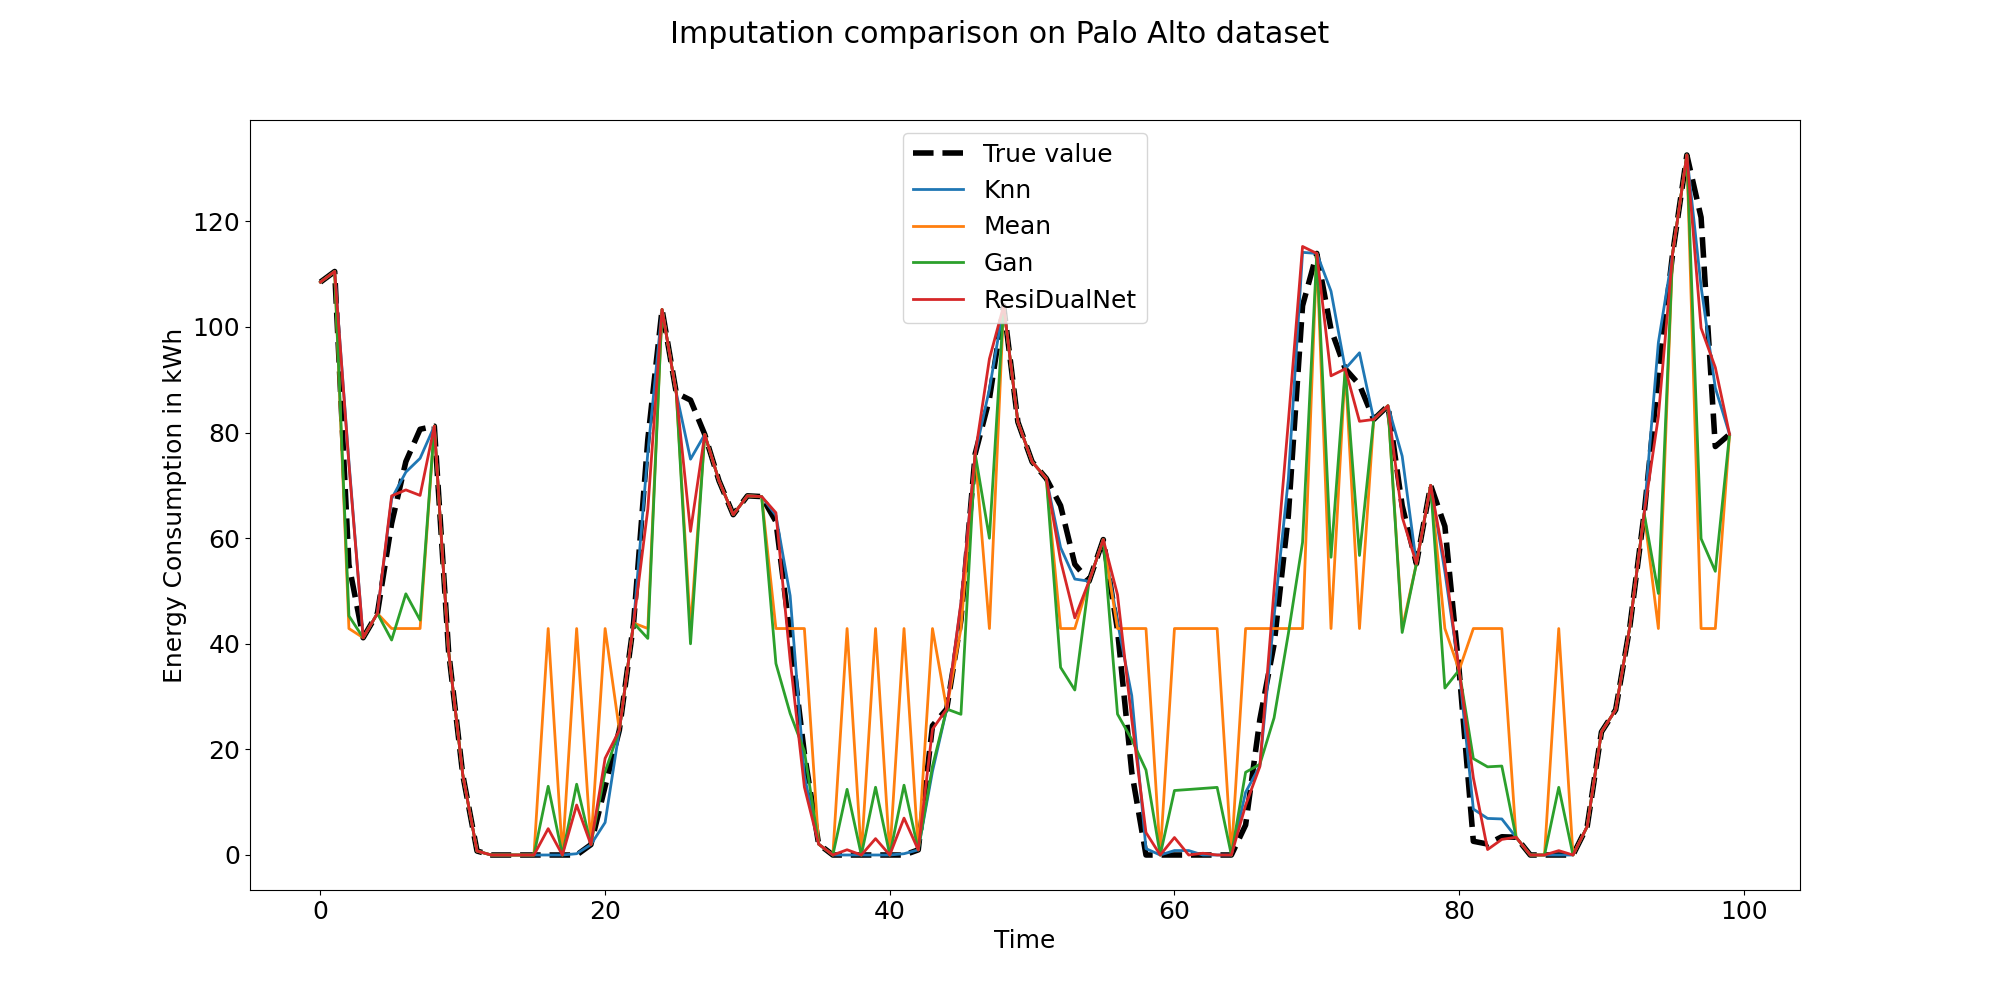 Imputation comparison on Palo Alto dataset
True value
Knn
Mean
Gan
ResiDualNet
Energy Consumption in kWh
120
100
80
60
40
20
0
0 20 40 60 80 100
Time